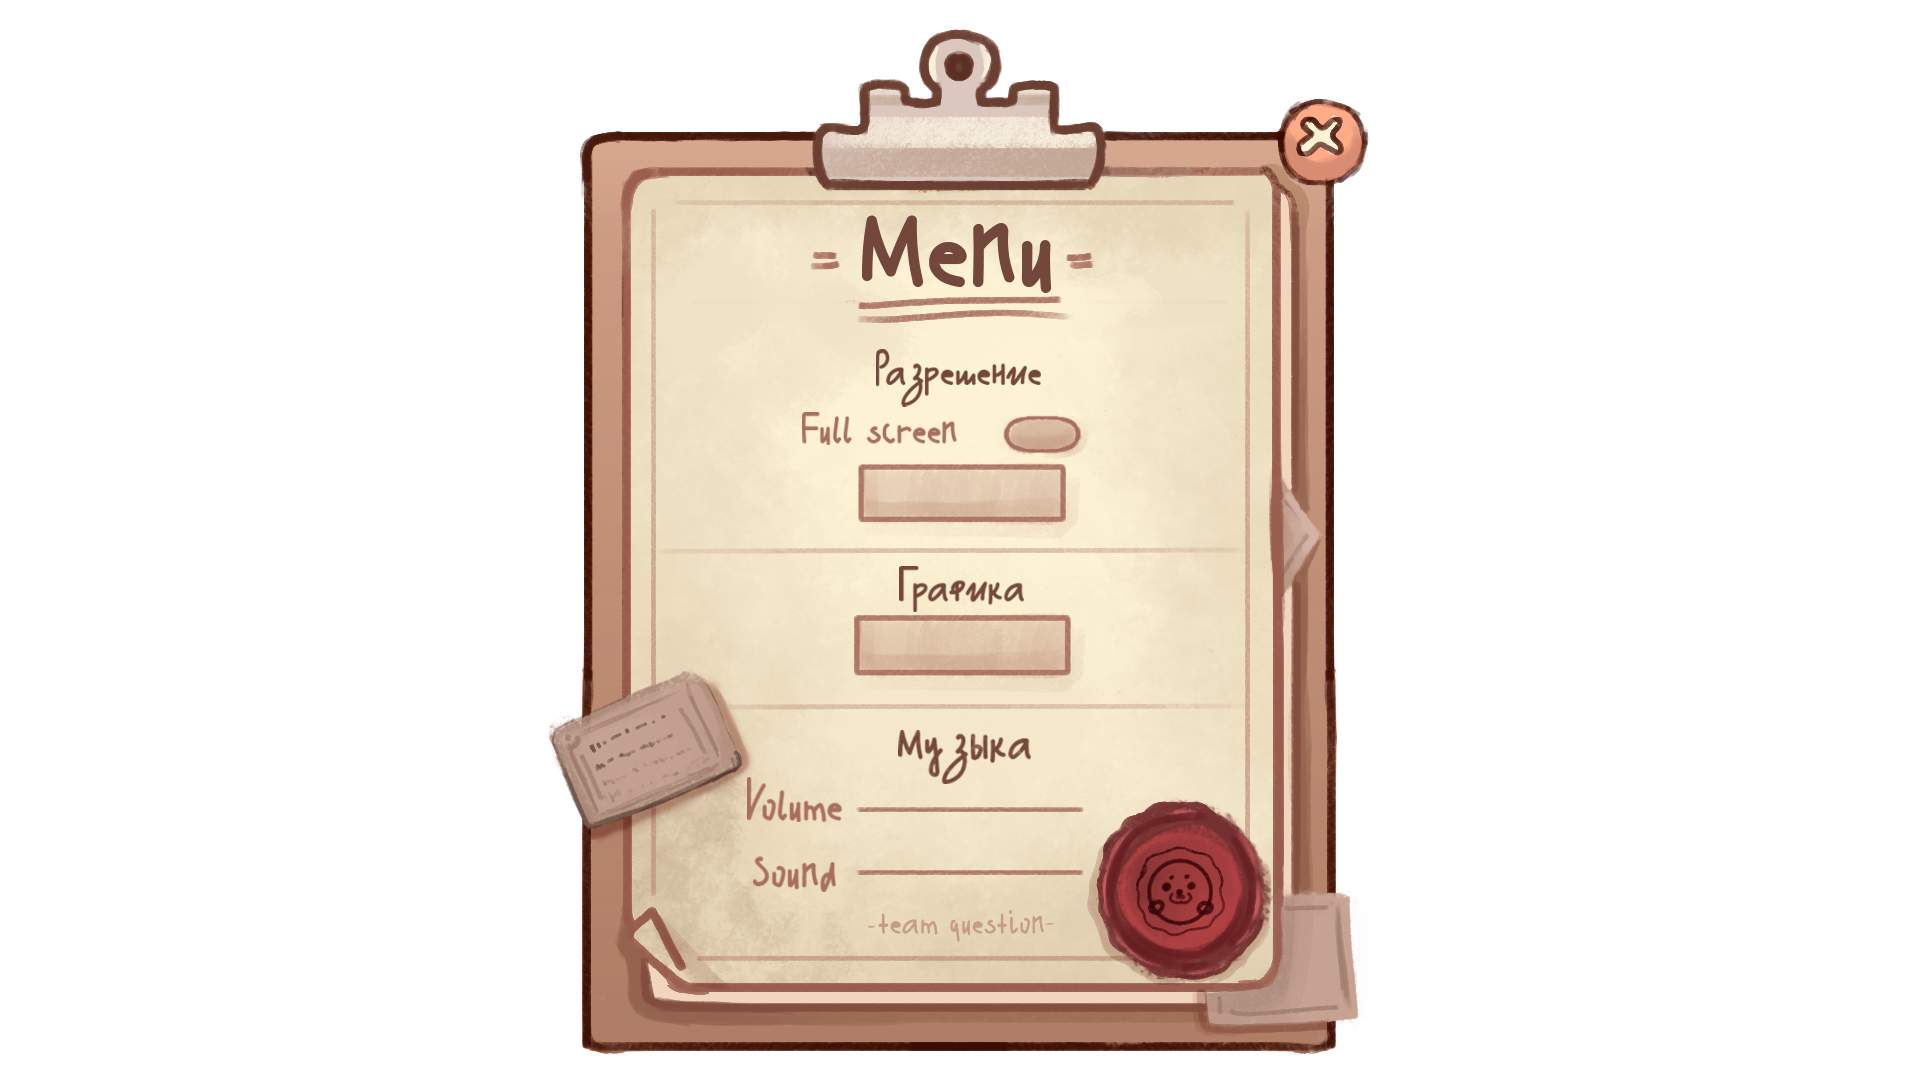 = Menu =
Разрешение
Full screen
Графика
Музыка
Volume
Sound
-team question-